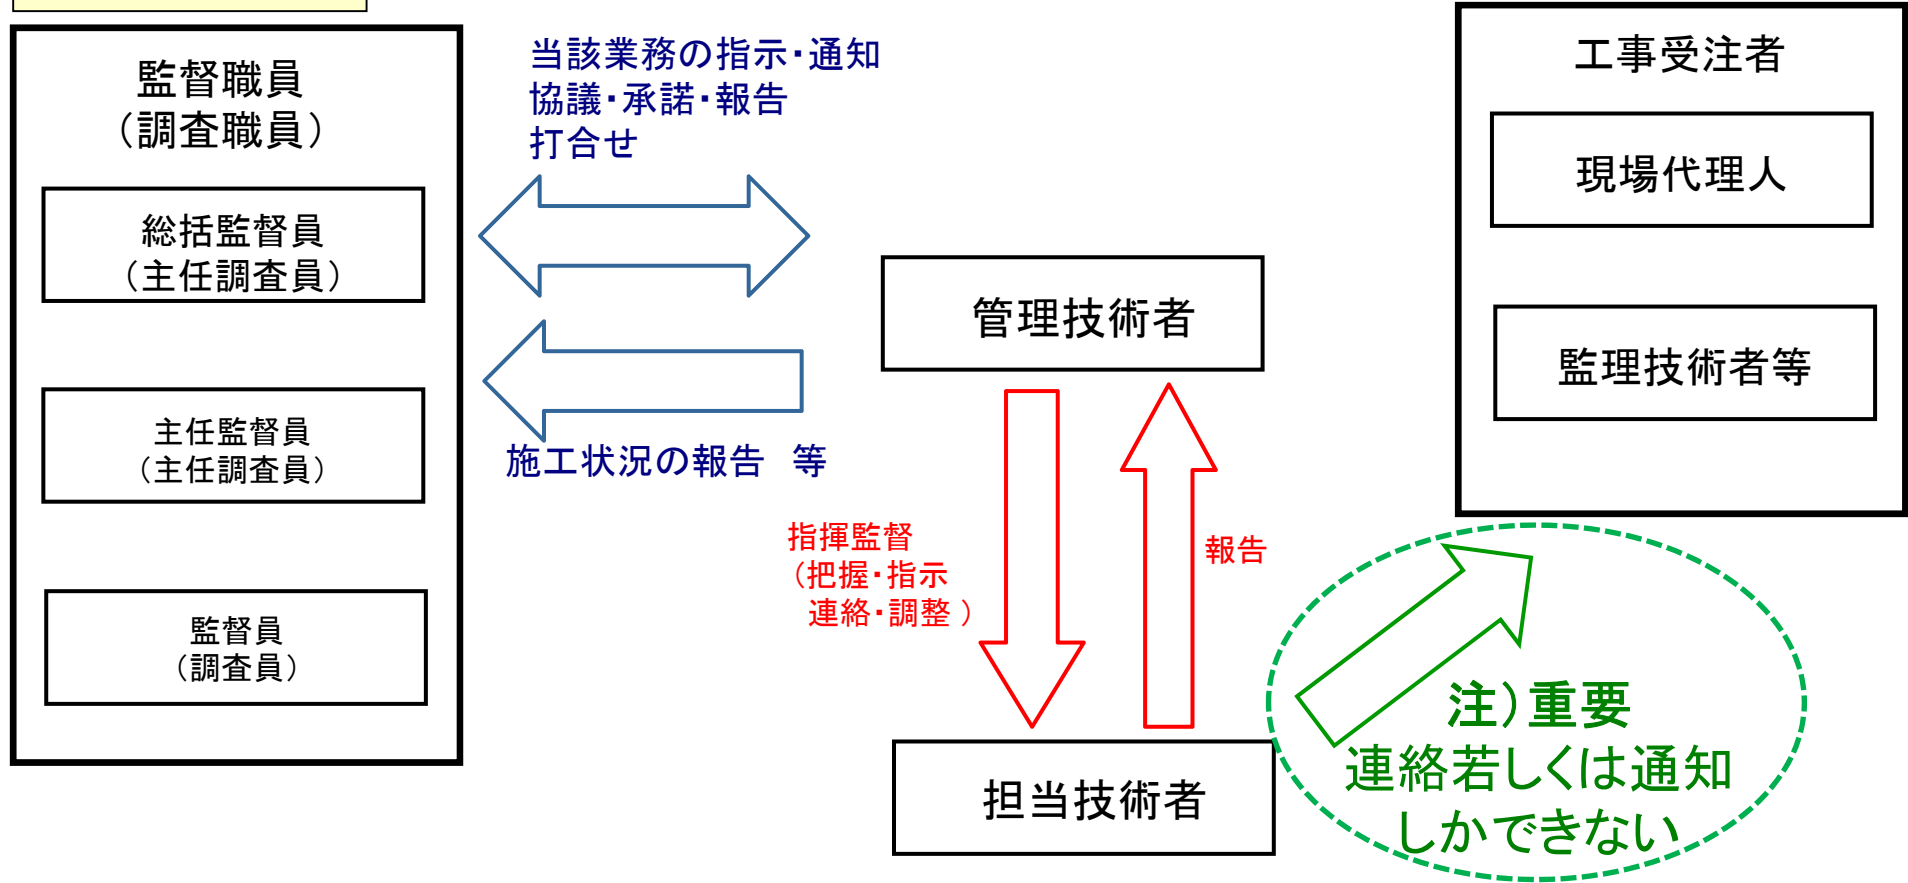 監督職員
（調査職員）
総括監督員
（主任調査員）
主任監督員
（主任調査員）
監督員
（調査員）
当該業務の指示・通知
協議・承諾・報告
打合せ
施工状況の報告　等
管理技術者
指揮監督
（把握・指示
連絡・調整 ）
報告
担当技術者
工事受注者
現場代理人
監理技術者等
注）重要
連絡若しくは通知
しかできない